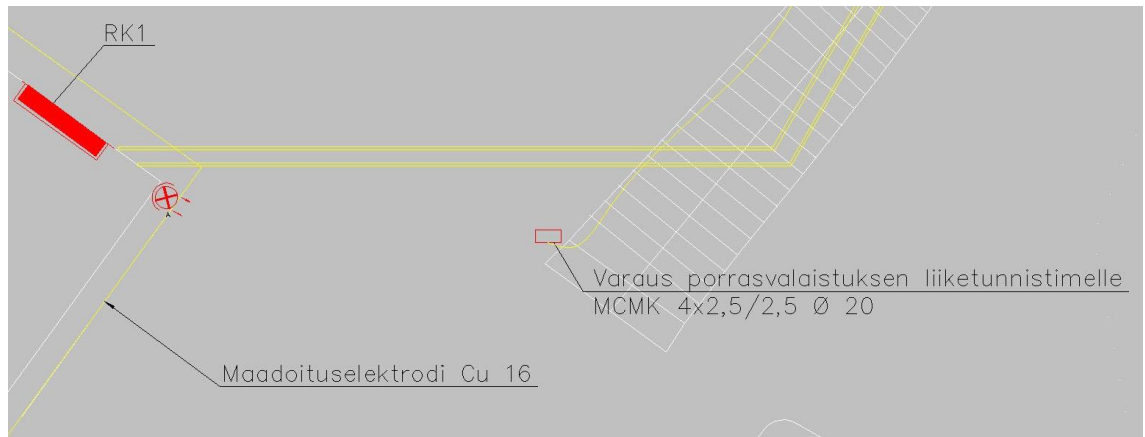 RK1
Varaus porrasvalaistuksen liiketunnistimelle
MCMK 4x2,5/2,5 Ø 20
A
Maadoituselektrodi Cu 16